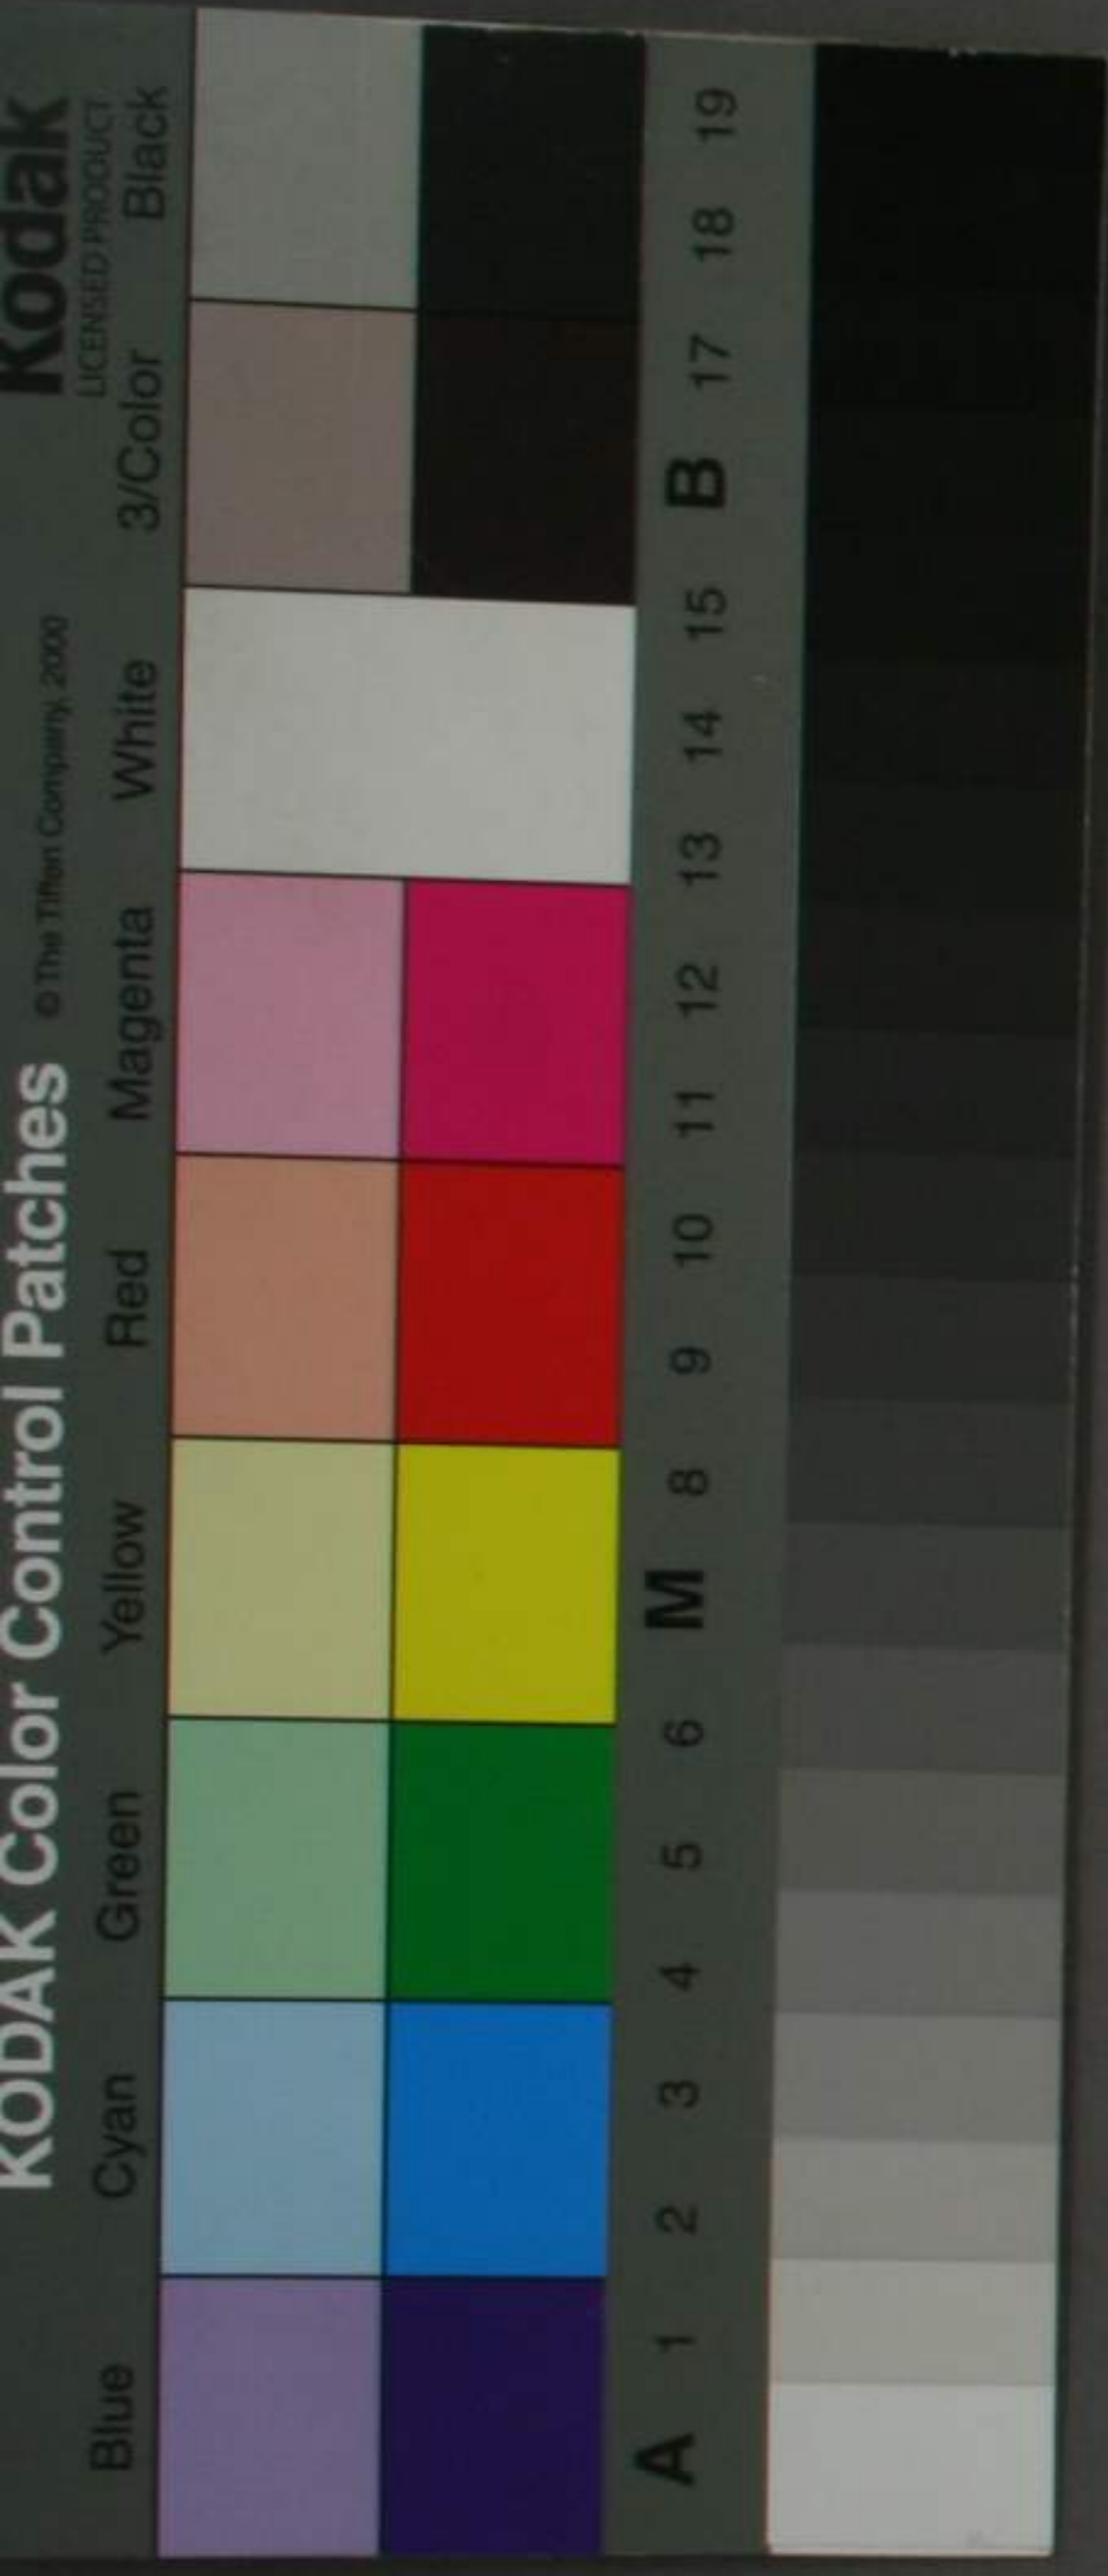 KODAK Color Control Patches © The Tiffen Company, 2000 Kodak
LICENSED PRODUCT
Blue Cyan Green Yellow Red Magenta White 3/Color Black
A 1 2 3 4 5 6 M 8 9 10 11 12 13 14 15 B 17 18 19